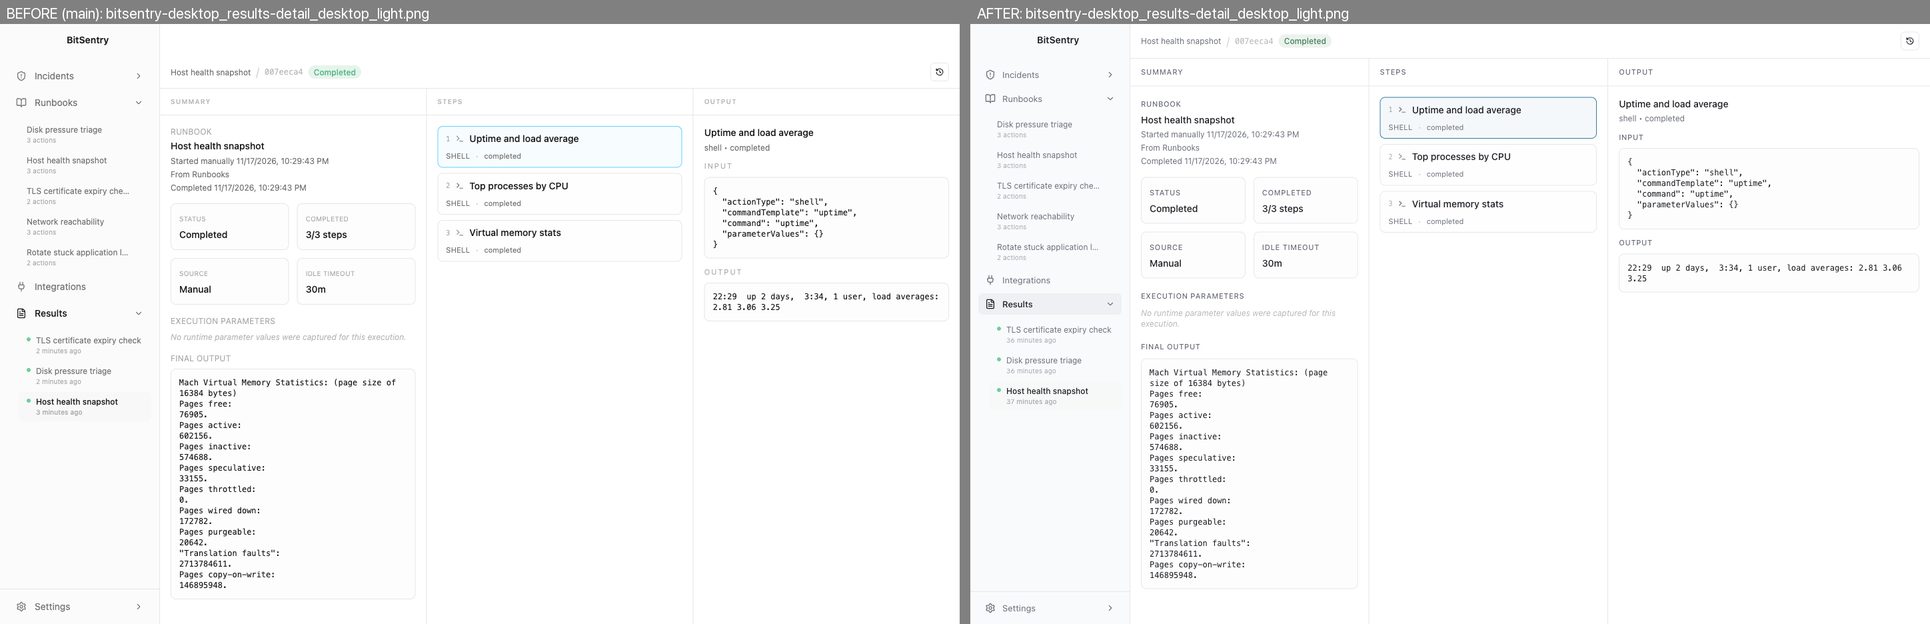 BEFORE (main): bitsentry-desktop_results-detail_desktop_light.png
BitSentry
Incidents
Runbooks
Disk pressure triage
3 actions
Host health snapshot
3 actions
TLS certificate expiry che...
2 actions
Network reachability
3 actions
Rotate stuck application l...
2 actions
Integrations
Results
TLS certificate expiry check
2 minutes ago
Disk pressure triage
2 minutes ago
Host health snapshot
3 minutes ago
Settings
Host health snapshot / 007eeca4 Completed
SUMMARY
RUNBOOK
Host health snapshot
Started manually 11/17/2026, 10:29:43 PM
From Runbooks
Completed 11/17/2026, 10:29:43 PM
STATUS
Completed
COMPLETED
3/3 steps
SOURCE
Manual
IDLE TIMEOUT
30m
EXECUTION PARAMETERS
No runtime parameter values were captured for this execution.
FINAL OUTPUT
Mach Virtual Memory Statistics: (page size of
16384 bytes)
Pages free:
76905.
Pages active:
602156.
Pages inactive:
574688.
Pages speculative:
33155.
Pages throttled:
0.
Pages wired down:
172782.
Pages purgeable:
20642.
"Translation faults":
2713784611.
Pages copy-on-write:
146895948.
STEPS
1 >_ Uptime and load average
SHELL · completed
2 >_ Top processes by CPU
SHELL · completed
3 >_ Virtual memory stats
SHELL · completed
OUTPUT
Uptime and load average
shell • completed
INPUT
{
"actionType": "shell",
"commandTemplate": "uptime",
"command": "uptime",
"parameterValues": {}
}
OUTPUT
22:29  up 2 days,  3:34, 1 user, load averages:
2.81 3.06 3.25
AFTER: bitsentry-desktop_results-detail_desktop_light.png
BitSentry
Incidents
Runbooks
Disk pressure triage
3 actions
Host health snapshot
3 actions
TLS certificate expiry che...
2 actions
Network reachability
3 actions
Rotate stuck application l...
2 actions
Integrations
Results
TLS certificate expiry check
36 minutes ago
Disk pressure triage
36 minutes ago
Host health snapshot
37 minutes ago
Settings
Host health snapshot / 007eeca4 Completed
SUMMARY
RUNBOOK
Host health snapshot
Started manually 11/17/2026, 10:29:43 PM
From Runbooks
Completed 11/17/2026, 10:29:43 PM
STATUS
Completed
COMPLETED
3/3 steps
SOURCE
Manual
IDLE TIMEOUT
30m
EXECUTION PARAMETERS
No runtime parameter values were captured for this
execution.
FINAL OUTPUT
Mach Virtual Memory Statistics: (page
size of 16384 bytes)
Pages free:
76905.
Pages active:
602156.
Pages inactive:
574688.
Pages speculative:
33155.
Pages throttled:
0.
Pages wired down:
172782.
Pages purgeable:
20642.
"Translation faults":
2713784611.
Pages copy-on-write:
146895948.
STEPS
1 >_ Uptime and load average
SHELL · completed
2 >_ Top processes by CPU
SHELL · completed
3 >_ Virtual memory stats
SHELL · completed
OUTPUT
Uptime and load average
shell • completed
INPUT
{
"actionType": "shell",
"commandTemplate": "uptime",
"command": "uptime",
"parameterValues": {}
}
OUTPUT
22:29  up 2 days,  3:34, 1 user, load averages: 2.81 3.06
3.25